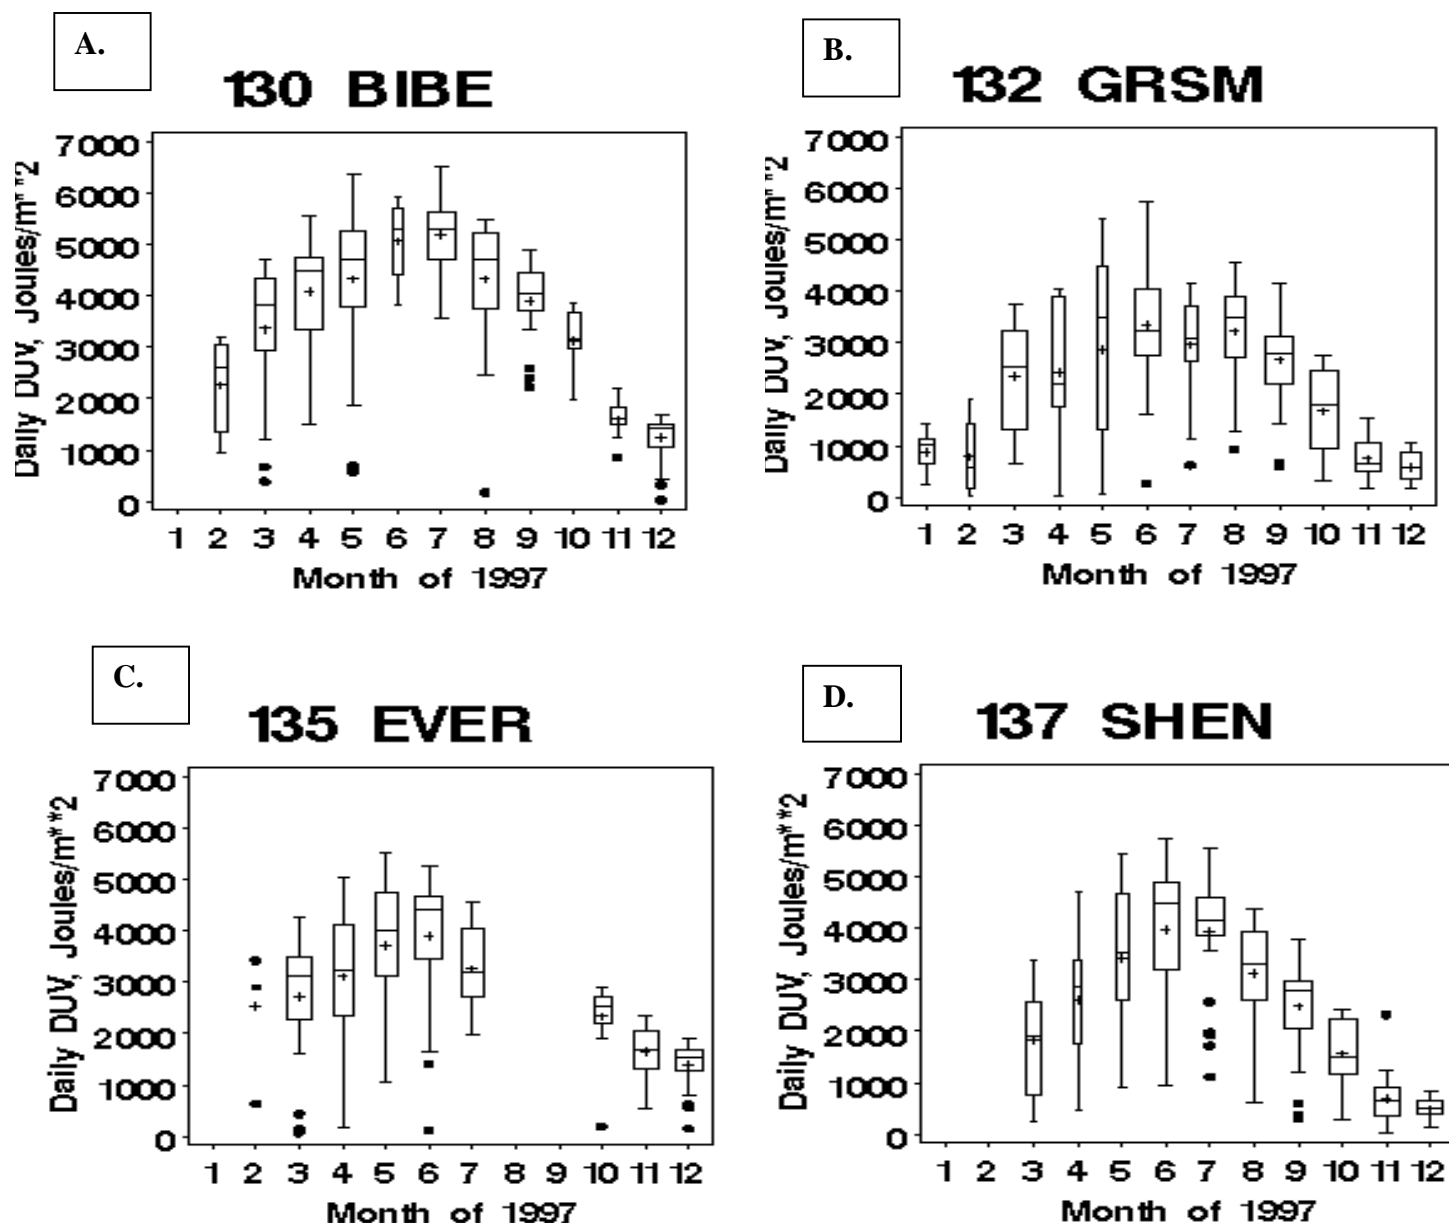 A.
130 BIBE
Daily DUV, Joules/m**2
7000
6000
5000
4000
3000
2000
1000
0
1 2 3 4 5 6 7 8 9 10 11 12
Month of 1997
B.
132 GRSM
Daily DUV, Joules/m**2
7000
6000
5000
4000
3000
2000
1000
0
1 2 3 4 5 6 7 8 9 10 11 12
Month of 1997
C.
135 EVER
Daily DUV, Joules/m**2
7000
6000
5000
4000
3000
2000
1000
0
1 2 3 4 5 6 7 8 9 10 11 12
Month of 1997
D.
137 SHEN
Daily DUV, Joules/m**2
7000
6000
5000
4000
3000
2000
1000
0
1 2 3 4 5 6 7 8 9 10 11 12
Month of 1997